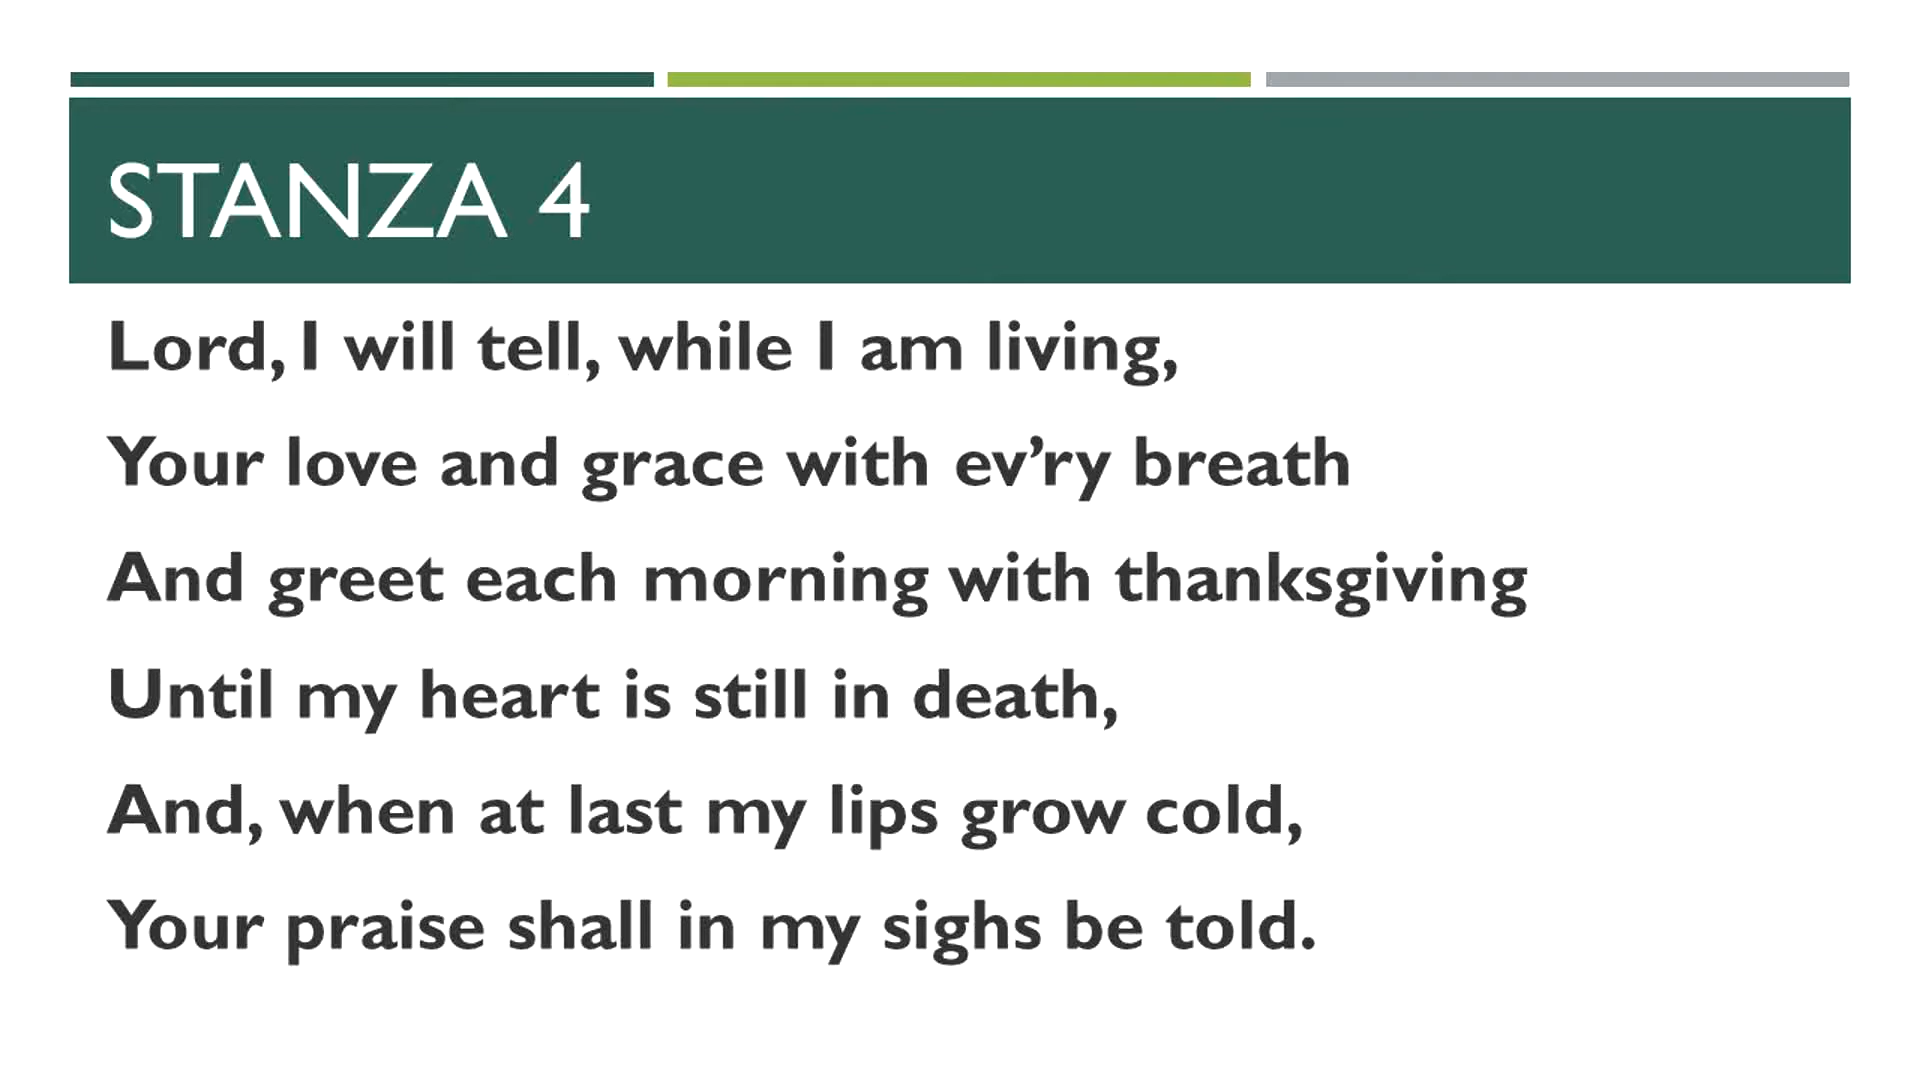 STANZA 4
Lord, I will tell, while I am living,
Your love and grace with ev’ry breath
And greet each morning with thanksgiving
Until my heart is still in death,
And, when at last my lips grow cold,
Your praise shall in my sighs be told.